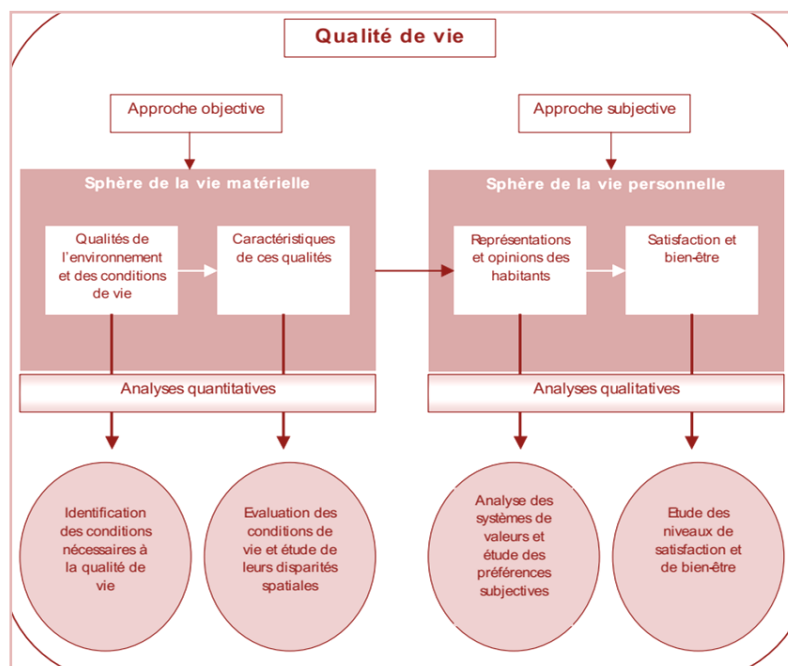 Qualité de vie
Approche objective
Approche subjective
Sphère de la vie matérielle
Sphère de la vie personnelle
Qualités de
l'environnement
et des conditions
de vie
Caractéristiques
de ces qualités
Représentations
et opinions des
habitants
Satisfaction et
bien-être
Analyses quantitatives
Analyses qualitatives
Identification
des conditions
nécessaires à
la qualité de
vie
Evaluation des
conditions de
vie et étude de
leurs disparités
spatiales
Analyse des
systèmes de
valeurs et
étude des
préférences
subjectives
Etude des
niveaux de
satisfaction et
de bien-être